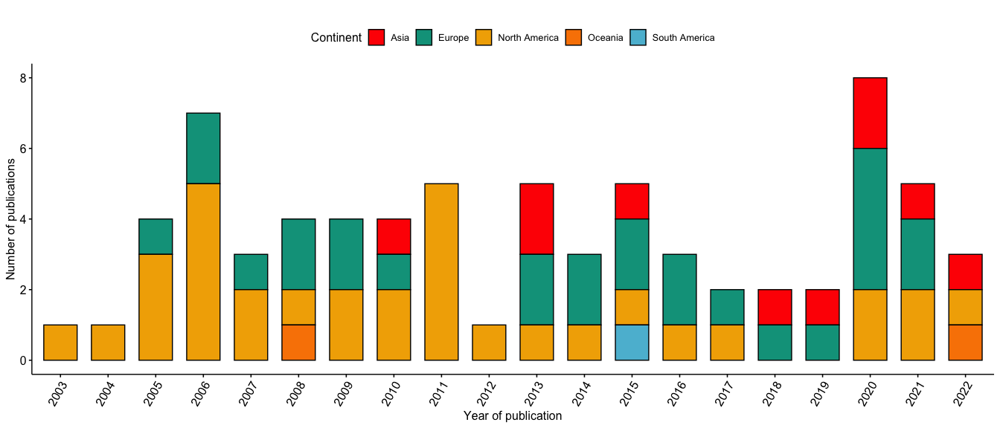 Continent Asia Europe North America Oceania South America
Number of publications
8
6
4
2
0
2003 2004 2005 2006 2007 2008 2009 2010 2011 2012 2013 2014 2015 2016 2017 2018 2019 2020 2021 2022
Year of publication